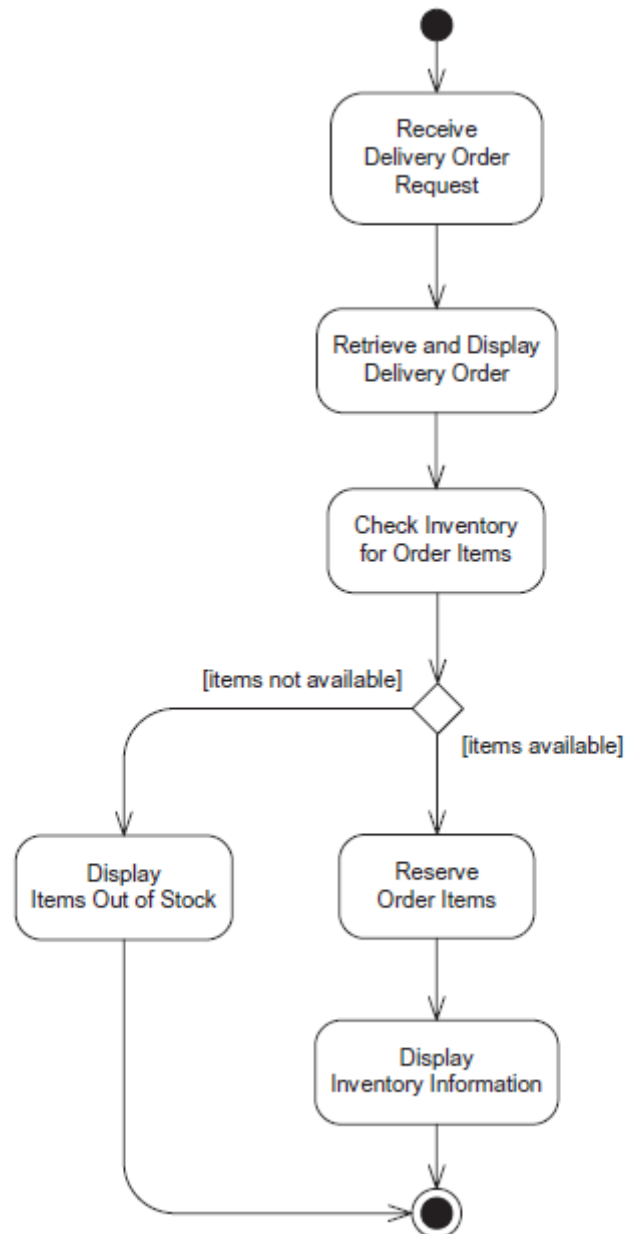 Receive
Delivery Order
Request
Retrieve and Display
Delivery Order
Check Inventory
for Order Items
[items not available]
[items available]
Display
Items Out of Stock
Reserve
Order Items
Display
Inventory Information